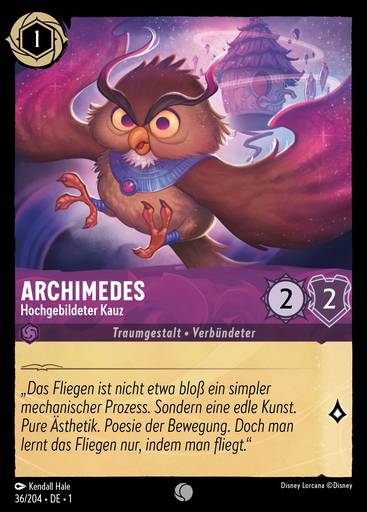 1
ARCHIMEDES
Hochgebildeter Kauz
2
2
Traumgestalt • Verbündeter
„Das Fliegen ist nicht etwa bloß ein simpler
mechanischer Prozess. Sondern eine edle Kunst.
Pure Ästhetik. Poesie der Bewegung. Doch man
lernt das Fliegen nur, indem man fliegt.“
Kendall Hale
36/204 • DE • 1
Disney Lorcana ©Disney